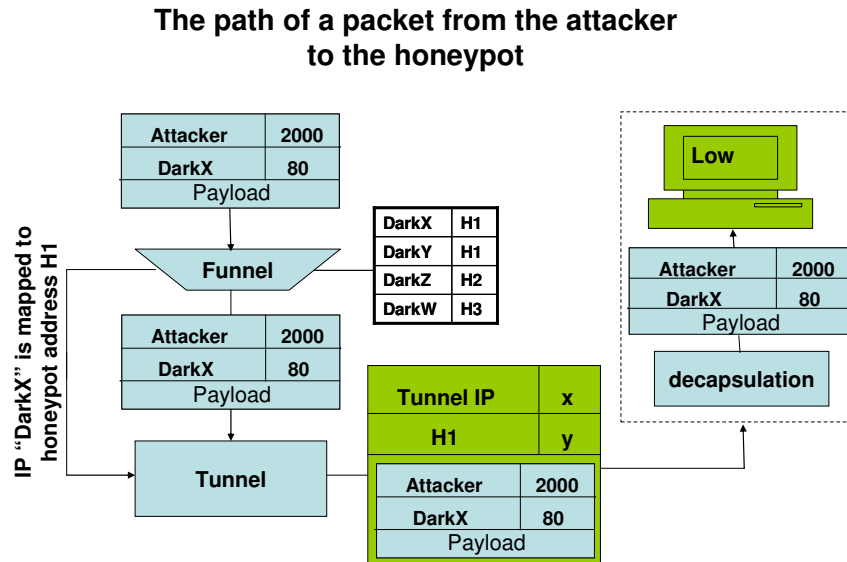 The path of a packet from the attacker
to the honeypot
Attacker 2000
DarkX 80
Payload
Funnel
DarkX H1
DarkY H1
DarkZ H2
DarkW H3
IP “DarkX” is mapped to
honeypot address H1
Attacker 2000
DarkX 80
Payload
Tunnel
Tunnel IP x
H1 y
Attacker 2000
DarkX 80
Payload
Low
Attacker 2000
DarkX 80
Payload
decapsulation